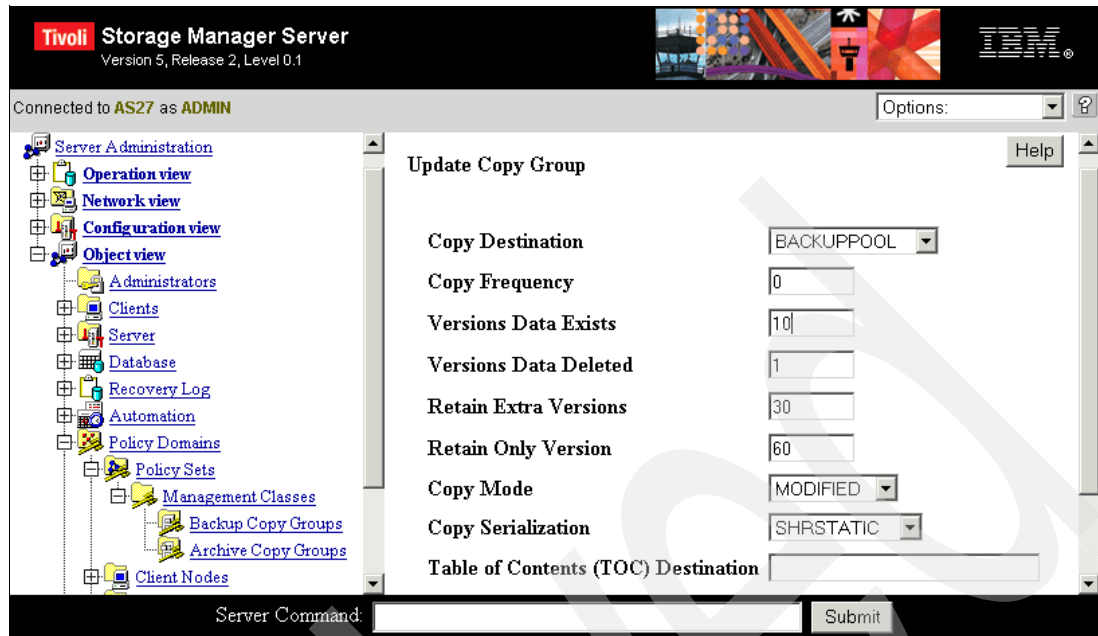 Tivoli Storage Manager Server
Version 5, Release 2, Level 0.1
IBM®
Connected to AS27 as ADMIN
Options:
?
Server Administration
Operation view
Network view
Configuration view
Object view
Administrators
Clients
Server
Database
Recovery Log
Automation
Policy Domains
Policy Sets
Management Classes
Backup Copy Groups
Archive Copy Groups
Client Nodes
Help
Update Copy Group
Copy Destination BACKUPPOOL
Copy Frequency 0
Versions Data Exists 10
Versions Data Deleted 1
Retain Extra Versions 30
Retain Only Version 60
Copy Mode MODIFIED
Copy Serialization SHRSTATIC
Table of Contents (TOC) Destination
Server Command: Submit